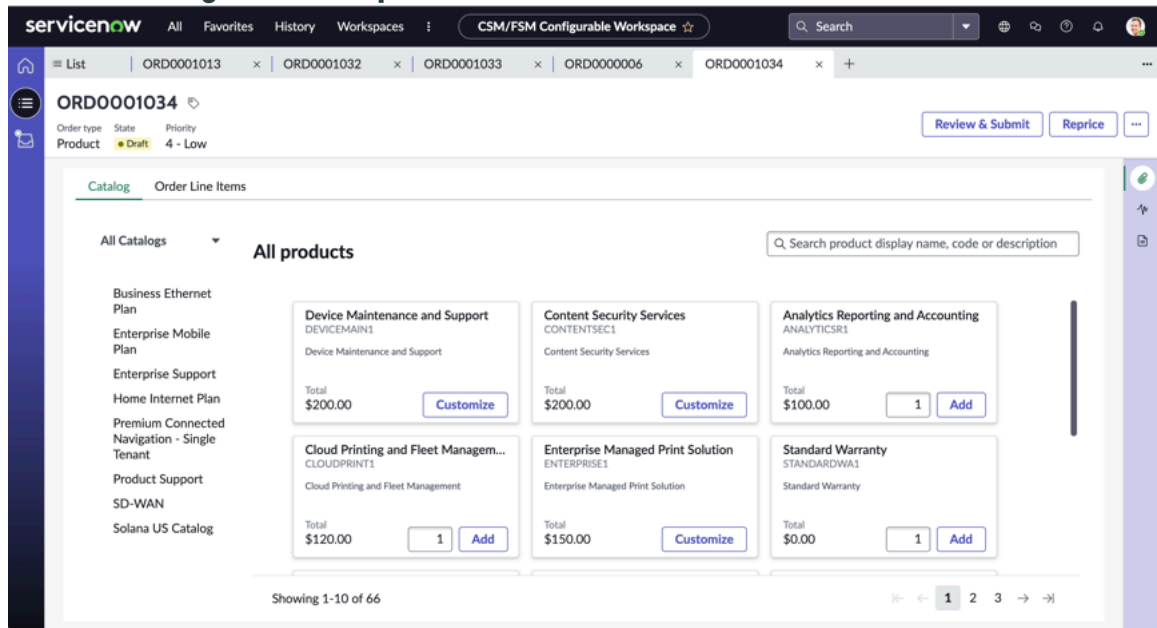 servicenow All Favorites History Workspaces CSM/FSM Configurable Workspace Search
List ORD0001013 ORD0001032 ORD0001033 ORD0000006 ORD0001034
ORD0001034
Order type State Priority
Product Draft 4 - Low
Review & Submit Reprice
Catalog Order Line Items
All Catalogs
All products
Search product display name, code or description
Business Ethernet
Plan
Enterprise Mobile
Plan
Enterprise Support
Home Internet Plan
Premium Connected
Navigation - Single
Tenant
Product Support
SD-WAN
Solana US Catalog
Device Maintenance and Support
DEVICEMAIN1
Device Maintenance and Support
Total
$200.00 Customize
Content Security Services
CONTENTSEC1
Content Security Services
Total
$200.00 Customize
Analytics Reporting and Accounting
ANALYTICSR1
Analytics Reporting and Accounting
Total
$100.00 1 Add
Cloud Printing and Fleet Managem...
CLOUDPRINT1
Cloud Printing and Fleet Management
Total
$120.00 1 Add
Enterprise Managed Print Solution
ENTERPRISE1
Enterprise Managed Print Solution
Total
$150.00 Customize
Standard Warranty
STANDARDWA1
Standard Warranty
Total
$0.00 1 Add
Showing 1-10 of 66
1 2 3